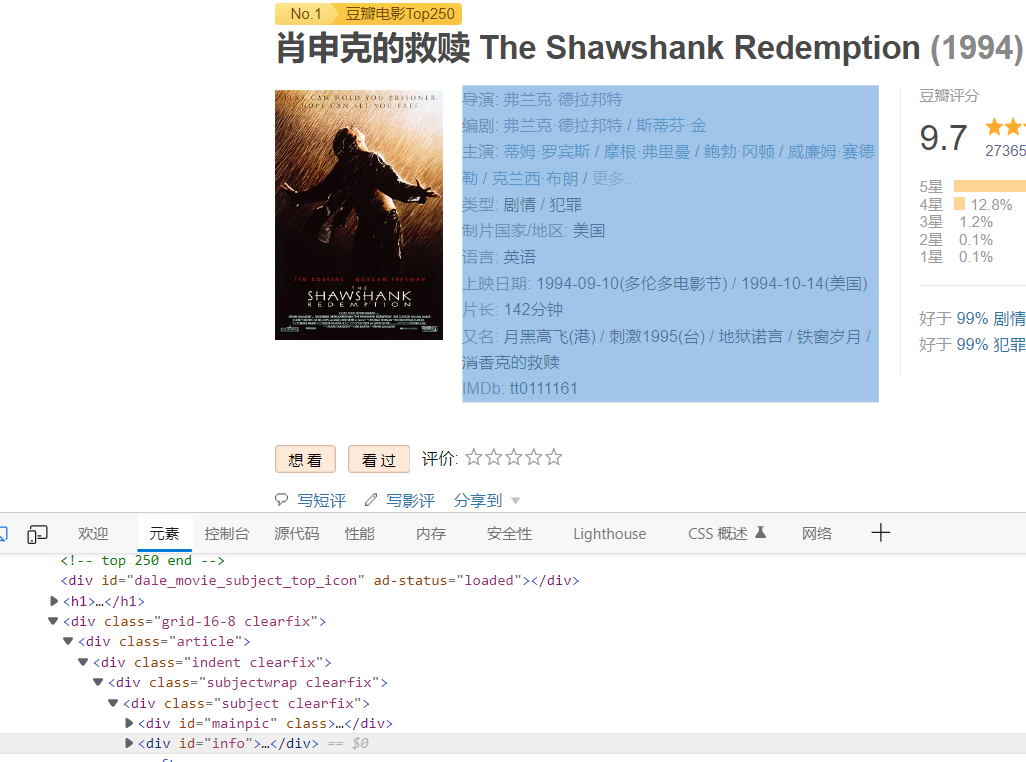 No.1 豆瓣电影Top250
肖申克的救赎 The Shawshank Redemption (1994)
FEAR CAN HOLD YOU PRISONER.
HOPE CAN SET YOU FREE.
TIM ROBBINS MORGAN FREEMAN
THE
SHAWSHANK
REDEMPTION
导演: 弗兰克·德拉邦特
编剧: 弗兰克·德拉邦特 / 斯蒂芬·金
主演: 蒂姆·罗宾斯 / 摩根·弗里曼 / 鲍勃·冈顿 / 威廉姆·赛德
勒 / 克兰西·布朗 / 更多...
类型: 剧情 / 犯罪
制片国家/地区: 美国
语言: 英语
上映日期: 1994-09-10(多伦多电影节) / 1994-10-14(美国)
片长: 142分钟
又名: 月黑高飞(港) / 刺激1995(台) / 地狱诺言 / 铁窗岁月 /
消香克的救赎
IMDb: tt0111161
豆瓣评分
9.7
27365
5星
4星 12.8%
3星 1.2%
2星 0.1%
1星 0.1%
好于 99% 剧情
好于 99% 犯罪
想看 看过 评价:
写短评 写影评 分享到
欢迎 元素 控制台 源代码 性能 内存 安全性 Lighthouse CSS 概述 网络 +
<!-- top 250 end -->
<div id="dale_movie_subject_top_icon" ad-status="loaded"></div>
<h1>…</h1>
<div class="grid-16-8 clearfix">
<div class="article">
<div class="indent clearfix">
<div class="subjectwrap clearfix">
<div class="subject clearfix">
<div id="mainpic" class>…</div>
<div id="info">…</div> == $0